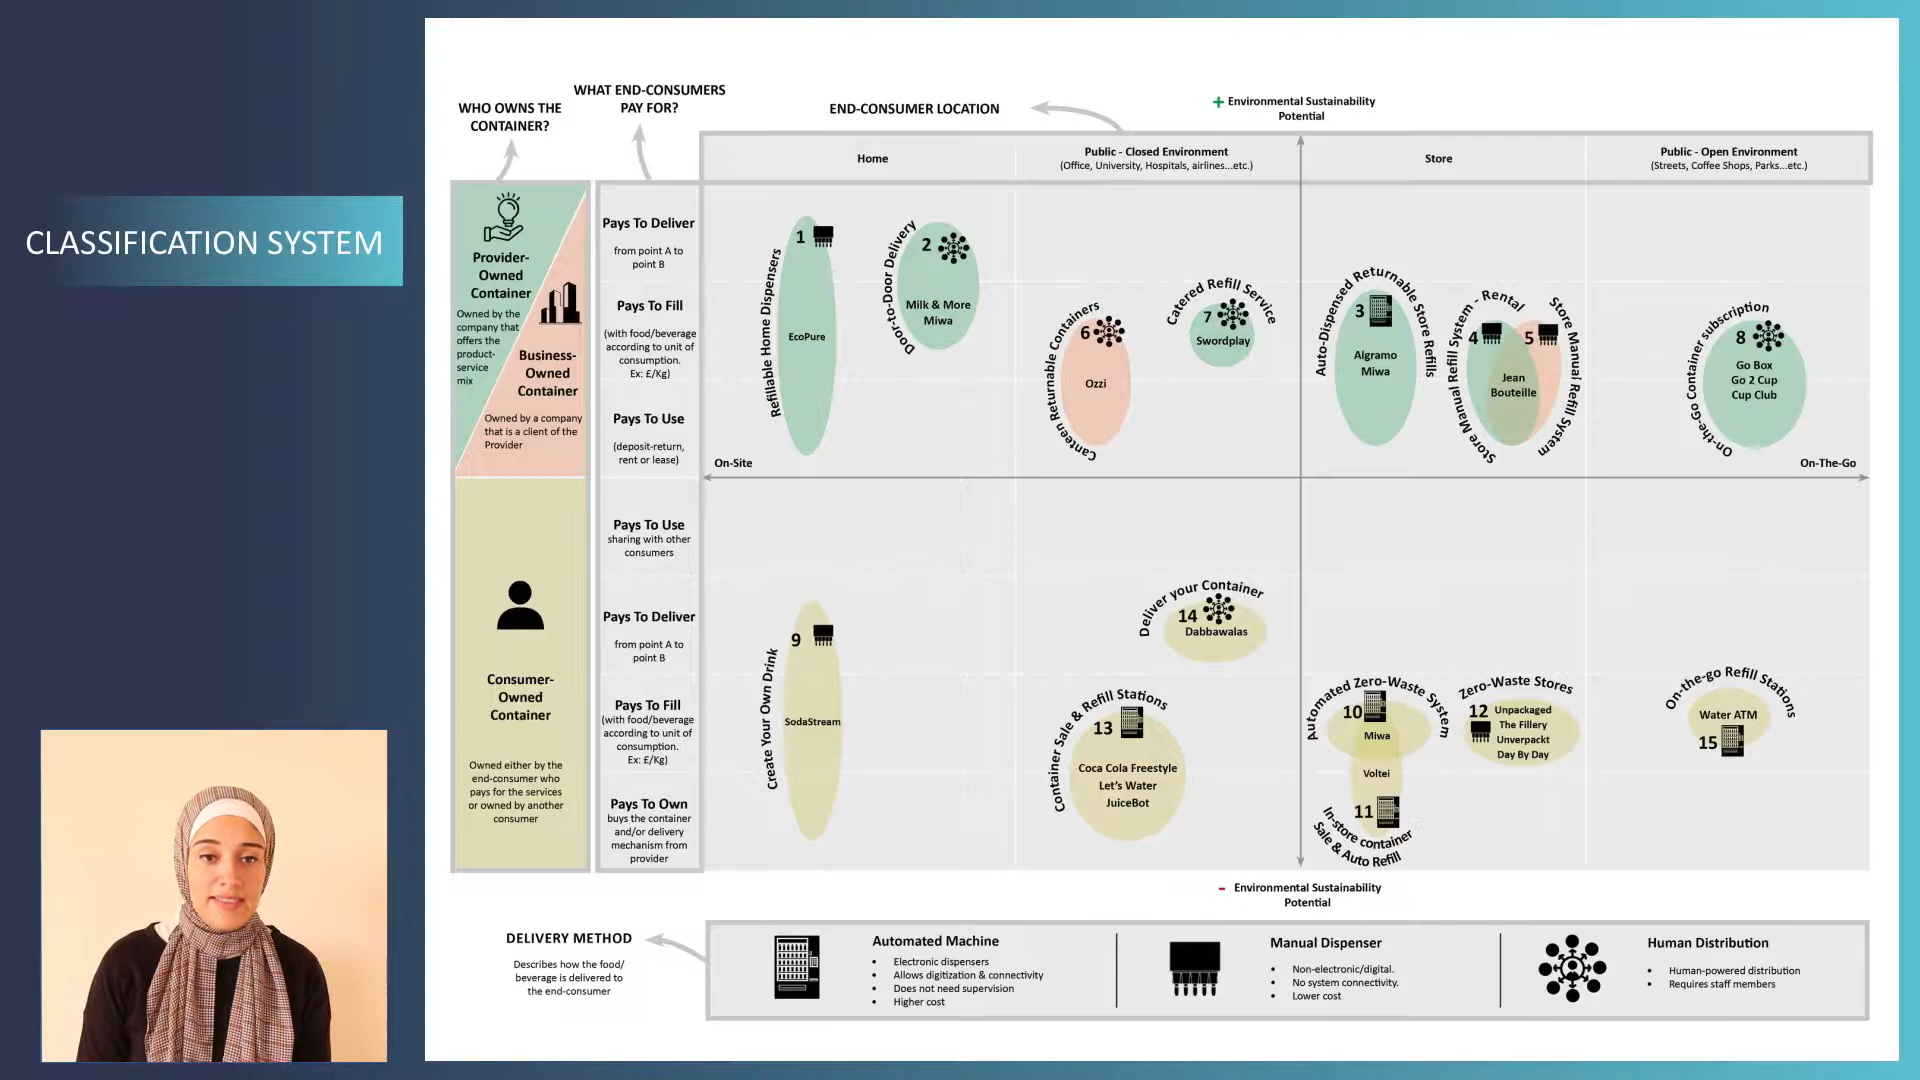 CLASSIFICATION SYSTEM
WHO OWNS THE
CONTAINER?
WHAT END-CONSUMERS
PAY FOR?
END-CONSUMER LOCATION
+ Environmental Sustainability
Potential
Home
Public - Closed Environment
(Office, University, Hospitals, airlines...etc.)
Store
Public - Open Environment
(Streets, Coffee Shops, Parks...etc.)
Provider-
Owned
Container
Owned by the
company that
offers the
product-
service
mix
Business-
Owned
Container
Owned by a company
that is a client of the
Provider
Consumer-
Owned
Container
Owned either by the
end-consumer who
pays for the services
or owned by another
consumer
Pays To Deliver
from point A to
point B
Pays To Fill
(with food/beverage
according to unit of
consumption.
Ex: £/Kg)
Pays To Use
(deposit-return,
rent or lease)
Pays To Use
sharing with other
consumers
Pays To Deliver
from point A to
point B
Pays To Fill
(with food/beverage
according to unit of
consumption.
Ex: £/Kg)
Pays To Own
buys the container
and/or delivery
mechanism from
provider
Refillable Home Dispensers
1
EcoPure
Door-to-Door Delivery
2
Milk & More
Miwa
Canteen Returnable Containers
6
Ozzi
Catered Refill Service
7
Swordplay
Auto-Dispensed Returnable Store Refills
3
Algramo
Miwa
Store Manual Refill System - Rental
4
5
Jean
Bouteille
Store Manual Refill System
On-the-Go Container subscription
8
Go Box
Go 2 Cup
Cup Club
On-Site
On-The-Go
Create Your Own Drink
9
SodaStream
Deliver your Container
14
Dabbawalas
Container Sale & Refill Stations
13
Coca Cola Freestyle
Let's Water
JuiceBot
Automated Zero-Waste System
10
Miwa
Voltei
11
In-store container
Sale & Auto Refill
Zero-Waste Stores
12
Unpackaged
The Fillery
Unverpackt
Day By Day
On-the-go Refill Stations
Water ATM
15
- Environmental Sustainability
Potential
DELIVERY METHOD
Describes how the food/
beverage is delivered to
the end-consumer
Automated Machine
• Electronic dispensers
• Allows digitization & connectivity
• Does not need supervision
• Higher cost
Manual Dispenser
• Non-electronic/digital.
• No system connectivity.
• Lower cost
Human Distribution
• Human-powered distribution
• Requires staff members